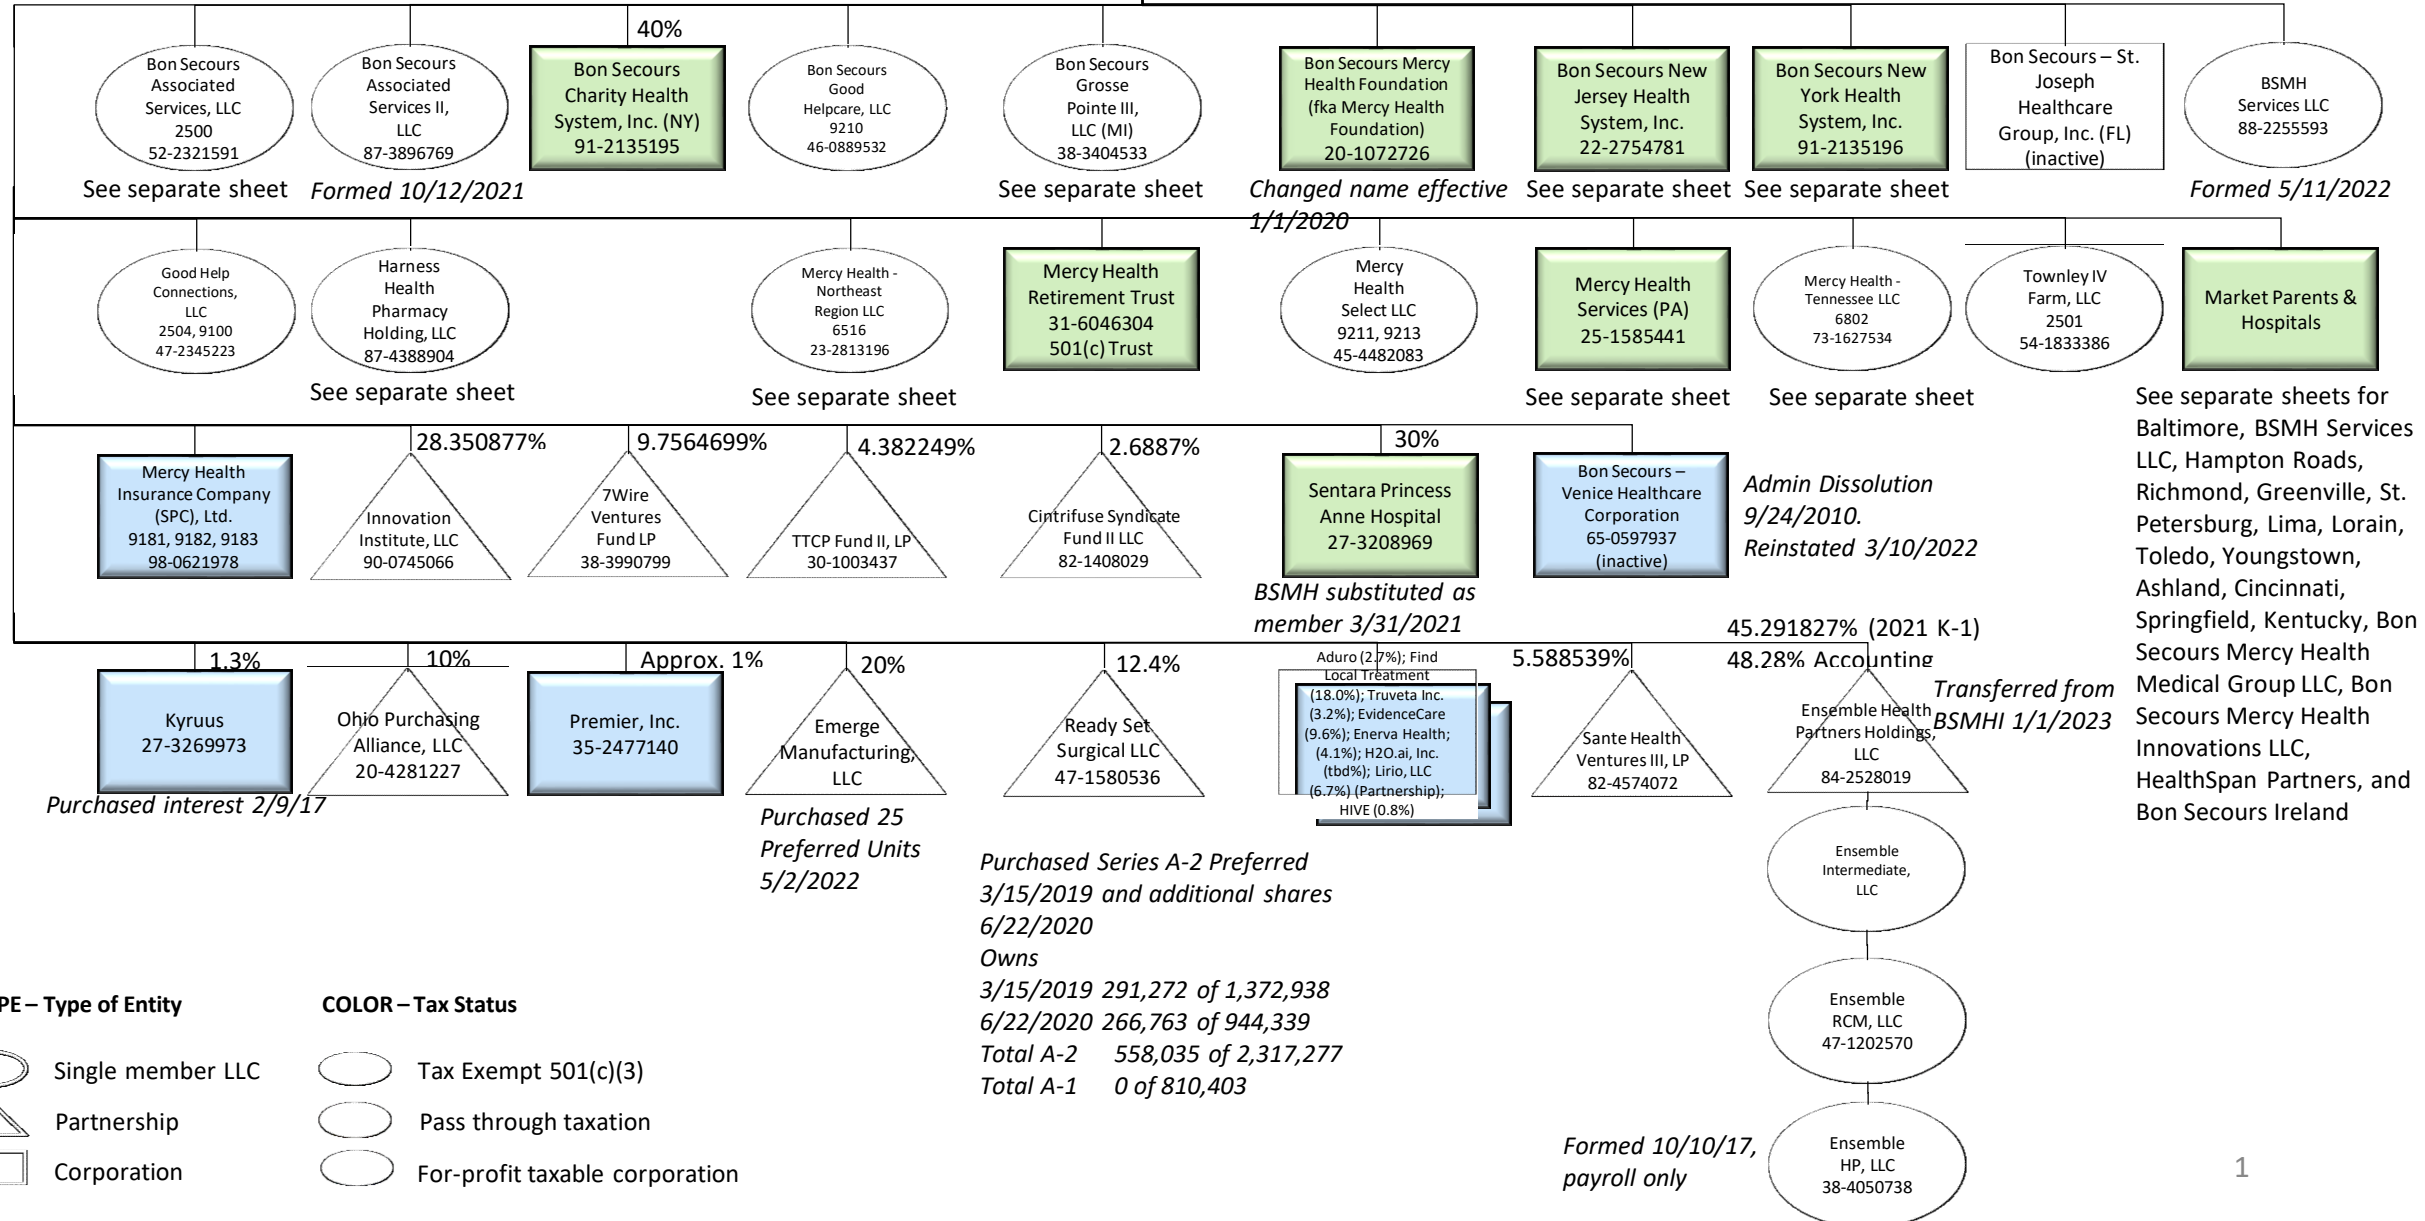 40%
Bon Secours
Associated
Services, LLC
2500
52-2321591
See separate sheet
Bon Secours
Associated
Services II,
LLC
87-3896769
Formed 10/12/2021
Bon Secours
Charity Health
System, Inc. (NY)
91-2135195
Bon Secours
Good
Helpcare, LLC
9210
46-0889532
Bon Secours
Grosse
Pointe III,
LLC (MI)
38-3404533
See separate sheet
Bon Secours Mercy
Health Foundation
(fka Mercy Health
Foundation)
20-1072726
Changed name effective
1/1/2020
Bon Secours New
Jersey Health
System, Inc.
22-2754781
See separate sheet
Bon Secours New
York Health
System, Inc.
91-2135196
See separate sheet
Bon Secours – St.
Joseph
Healthcare
Group, Inc. (FL)
(inactive)
BSMH
Services LLC
88-2255593
Formed 5/11/2022
Good Help
Connections,
LLC
2504, 9100
47-2345223
Harness
Health
Pharmacy
Holding, LLC
87-4388904
See separate sheet
Mercy Health -
Northeast
Region LLC
6516
23-2813196
See separate sheet
Mercy Health
Retirement Trust
31-6046304
501(c) Trust
Mercy
Health
Select LLC
9211, 9213
45-4482083
Mercy Health
Services (PA)
25-1585441
See separate sheet
Mercy Health -
Tennessee LLC
6802
73-1627534
See separate sheet
Townley IV
Farm, LLC
2501
54-1833386
Market Parents &
Hospitals
See separate sheets for
Baltimore, BSMH Services
LLC, Hampton Roads,
Richmond, Greenville, St.
Petersburg, Lima, Lorain,
Toledo, Youngstown,
Ashland, Cincinnati,
Springfield, Kentucky, Bon
Secours Mercy Health
Medical Group LLC, Bon
Secours Mercy Health
Innovations LLC,
HealthSpan Partners, and
Bon Secours Ireland
Mercy Health
Insurance Company
(SPC), Ltd.
9181, 9182, 9183
98-0621978
28.350877%
Innovation
Institute, LLC
90-0745066
9.7564699%
7Wire
Ventures
Fund LP
38-3990799
4.382249%
TTCP Fund II, LP
30-1003437
2.6887%
Cintrifuse Syndicate
Fund II LLC
82-1408029
30%
Sentara Princess
Anne Hospital
27-3208969
BSMH substituted as
member 3/31/2021
Bon Secours –
Venice Healthcare
Corporation
65-0597937
(inactive)
Admin Dissolution
9/24/2010.
Reinstated 3/10/2022
1.3%
Kyruus
27-3269973
Purchased interest 2/9/17
10%
Ohio Purchasing
Alliance, LLC
20-4281227
Approx. 1%
Premier, Inc.
35-2477140
20%
Emerge
Manufacturing,
LLC
Purchased 25
Preferred Units
5/2/2022
12.4%
Ready Set
Surgical LLC
47-1580536
Purchased Series A-2 Preferred
3/15/2019 and additional shares
6/22/2020
Owns
3/15/2019 291,272 of 1,372,938
6/22/2020 266,763 of 944,339
Total A-2 558,035 of 2,317,277
Total A-1 0 of 810,403
Aduro (2.7%); Find
Local Treatment
(18.0%); Truveta Inc.
(3.2%); EvidenceCare
(9.6%); Enerva Health;
(4.1%); H2O.ai, Inc.
(tbd%); Lirio, LLC
(6.7%) (Partnership);
HIVE (0.8%)
5.588539%
Sante Health
Ventures III, LP
82-4574072
45.291827% (2021 K-1)
48.28% Accounting
Ensemble Health
Partners Holdings,
LLC
84-2528019
Transferred from
BSMHI 1/1/2023
Ensemble
Intermediate,
LLC
Ensemble
RCM, LLC
47-1202570
Ensemble
HP, LLC
38-4050738
Formed 10/10/17,
payroll only
PE – Type of Entity
Single member LLC
Partnership
Corporation
COLOR – Tax Status
Tax Exempt 501(c)(3)
Pass through taxation
For-profit taxable corporation
1